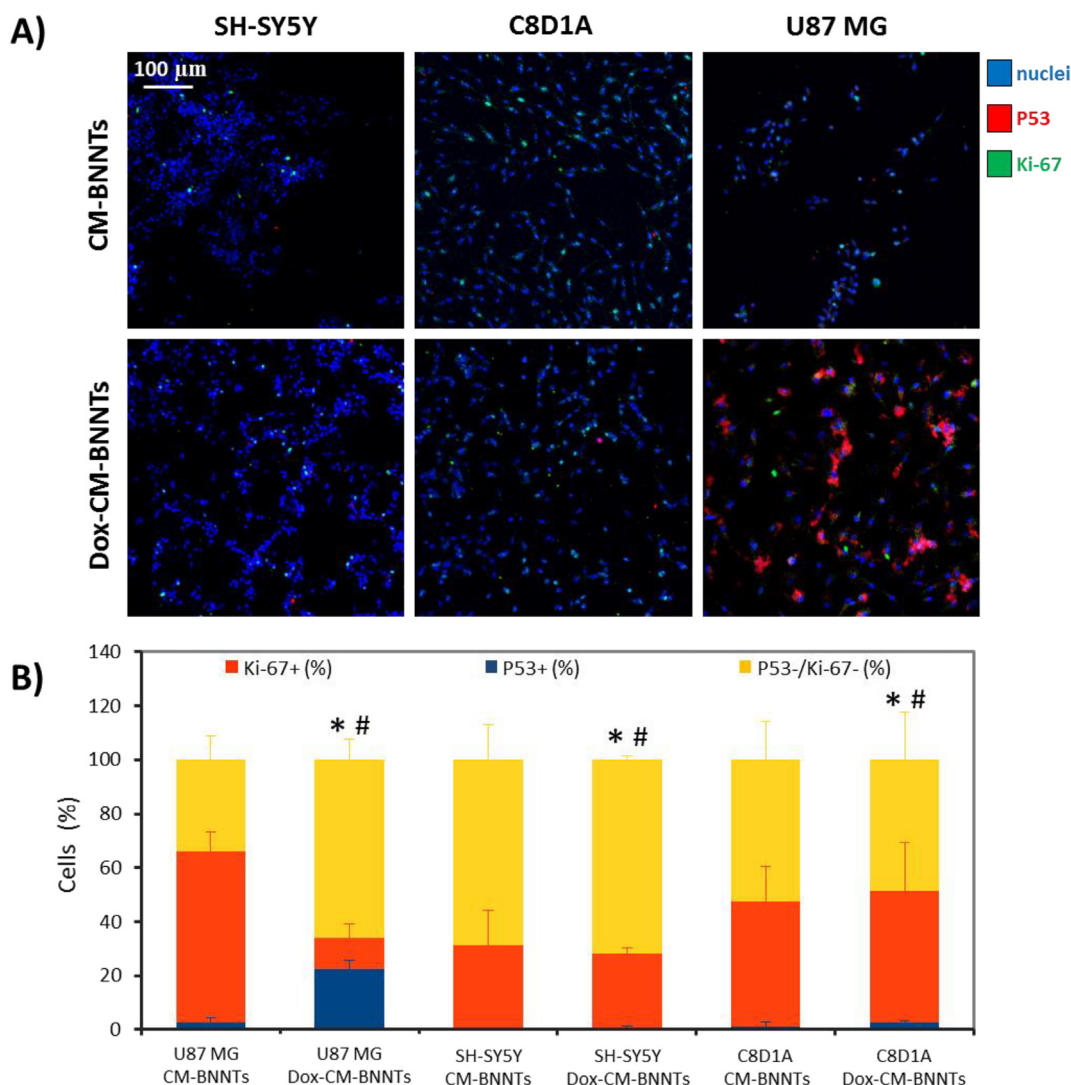 A)
SH-SY5Y
C8D1A
U87 MG
100 µm
nuclei
P53
Ki-67
CM-BNNTs
Dox-CM-BNNTs
B)
Ki-67+ (%)
P53+ (%)
P53-/Ki-67- (%)
140
120
100
80
60
40
20
0
Cells (%)
* #
* #
* #
U87 MG
CM-BNNTs
U87 MG
Dox-CM-BNNTs
SH-SY5Y
CM-BNNTs
SH-SY5Y
Dox-CM-BNNTs
C8D1A
CM-BNNTs
C8D1A
Dox-CM-BNNTs